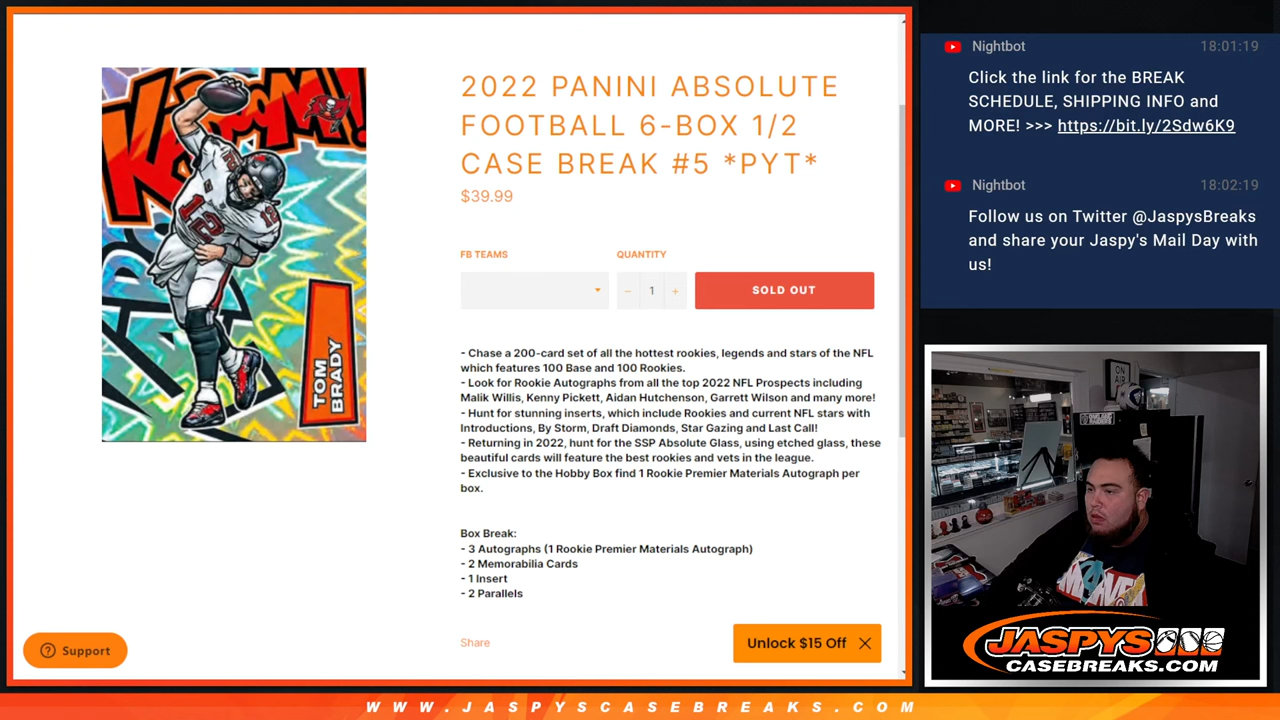 KABOOM!
12
12
TOM
BRADY
2022 PANINI ABSOLUTE
FOOTBALL 6-BOX 1/2
CASE BREAK #5 *PYT*
$39.99
FB TEAMS
QUANTITY
− 1 +
SOLD OUT
- Chase a 200-card set of all the hottest rookies, legends and stars of the NFL
which features 100 Base and 100 Rookies.
- Look for Rookie Autographs from all the top 2022 NFL Prospects including
Malik Willis, Kenny Pickett, Aidan Hutchenson, Garrett Wilson and many more!
- Hunt for stunning inserts, which include Rookies and current NFL stars with
Introductions, By Storm, Draft Diamonds, Star Gazing and Last Call!
- Returning in 2022, hunt for the SSP Absolute Glass, using etched glass, these
beautiful cards will feature the best rookies and vets in the league.
- Exclusive to the Hobby Box find 1 Rookie Premier Materials Autograph per
box.
Box Break:
- 3 Autographs (1 Rookie Premier Materials Autograph)
- 2 Memorabilia Cards
- 1 Insert
- 2 Parallels
Share
Support
Unlock $15 Off
WWW.JASPYSCASEBREAKS.COM
Nightbot 18:01:19
Click the link for the BREAK
SCHEDULE, SHIPPING INFO and
MORE! >>> https://bit.ly/2Sdw6K9
Nightbot 18:02:19
Follow us on Twitter @JaspysBreaks
and share your Jaspy's Mail Day with
us!
ON
AIR
JASPYS
CASEBREAKS.COM